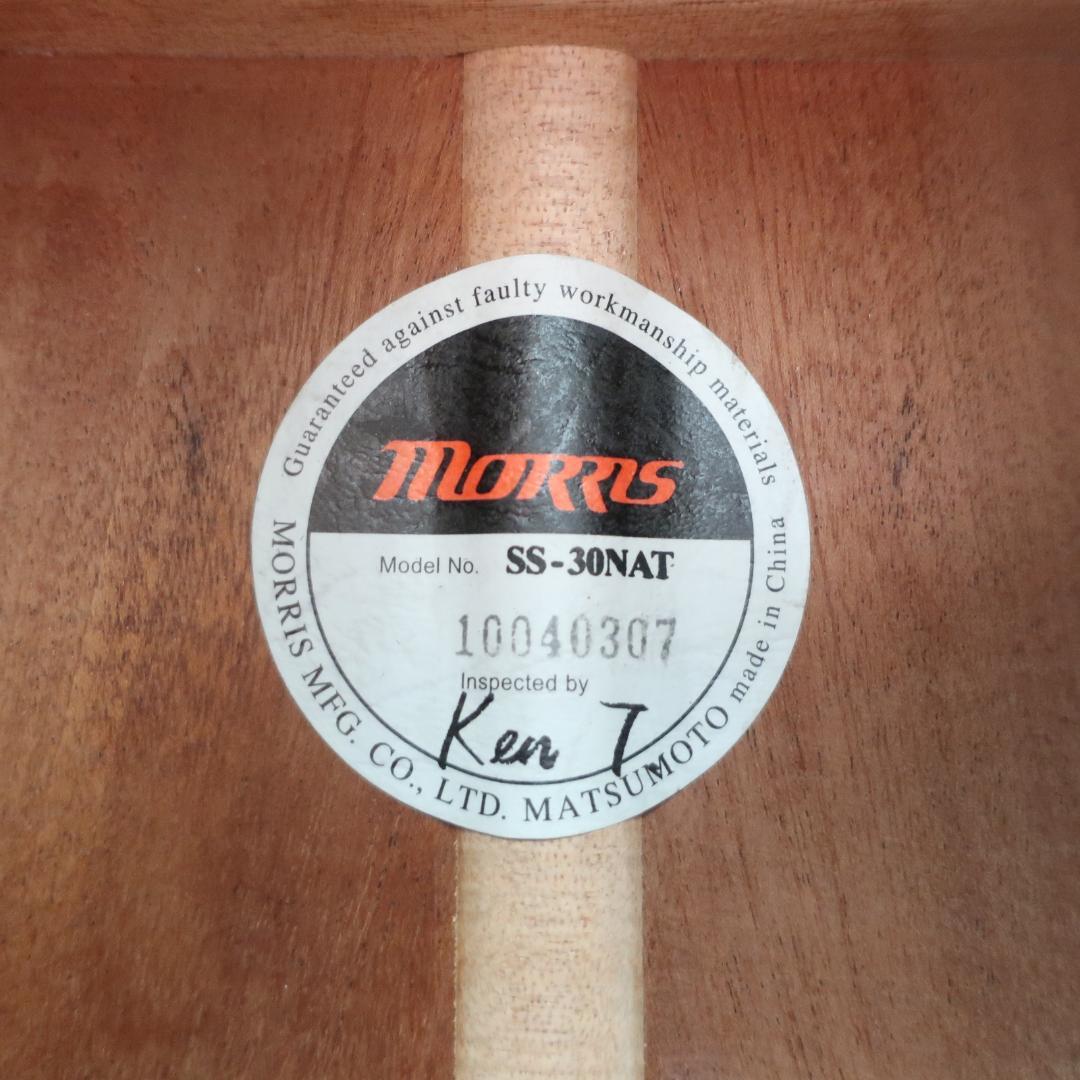 Guaranteed against faulty workmanship materials
MORRIS
Model No. SS-30NAT
10040307
Inspected by
Ken T.
MORRIS MFG. CO., LTD. MATSUMOTO made in China